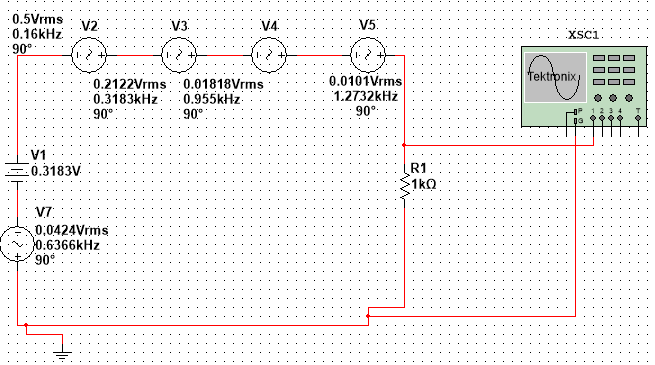 0.5Vrms
0.16kHz
90°
V2
V3
V4
V5
XSC1
0.2122Vrms
0.3183kHz
90°
0.01818Vrms
0.955kHz
90°
0.0101Vrms
1.2732kHz
90°
Tektronix
P
G
1 2 3 4
T
V1
0.3183V
R1
1kΩ
V7
0.0424Vrms
0.6366kHz
90°